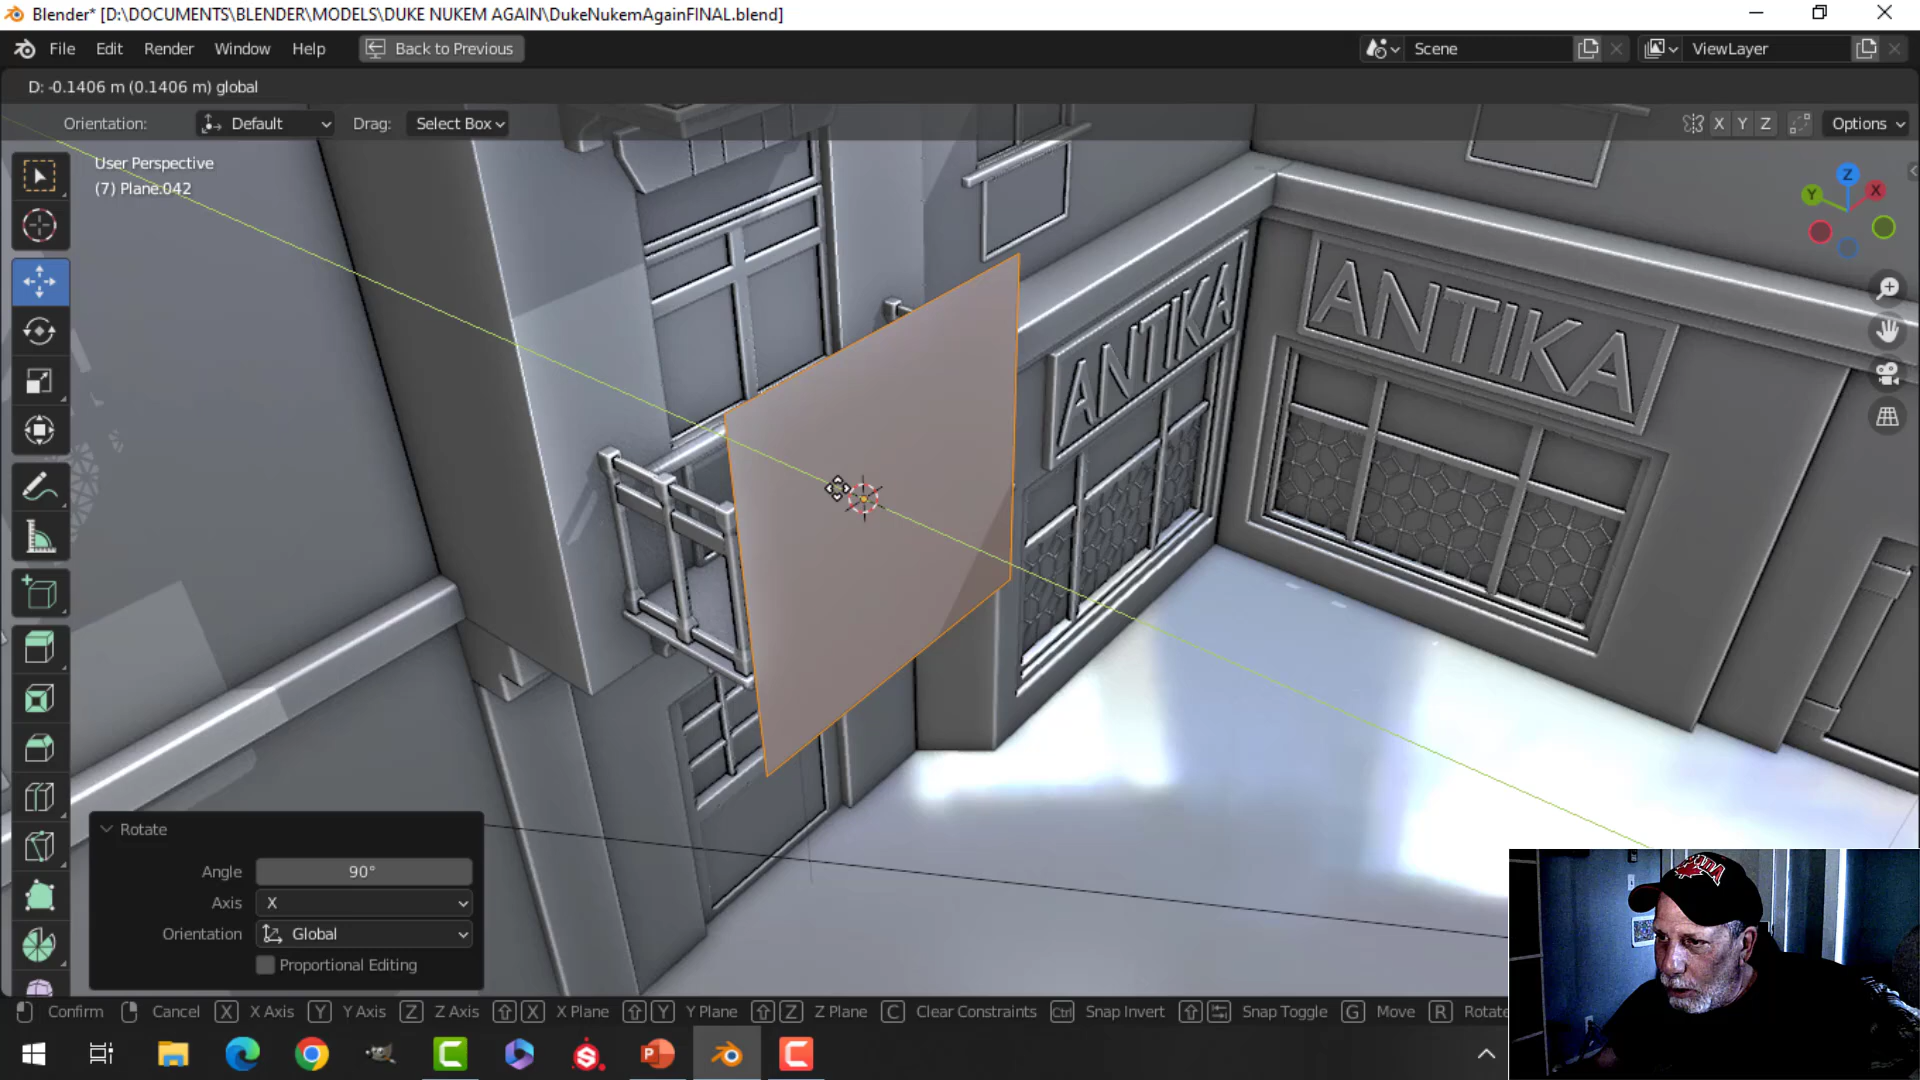 Blender* [D:\DOCUMENTS\BLENDER\MODELS\DUKE NUKEM AGAIN\DukeNukemAgainFINAL.blend]
File Edit Render Window Help Back to Previous Scene ViewLayer
D: -0.1406 m (0.1406 m) global
Orientation: Default Drag: Select Box X Y Z Options
User Perspective
(7) Plane.042
Z
Y X
ANTIKA
ANTIKA
Rotate
Angle 90°
Axis X
Orientation Global
Proportional Editing
Confirm Cancel X X Axis Y Y Axis Z Z Axis X X Plane Y Y Plane Z Z Plane C Clear Constraints Ctrl Snap Invert Snap Toggle G Move R Rotate